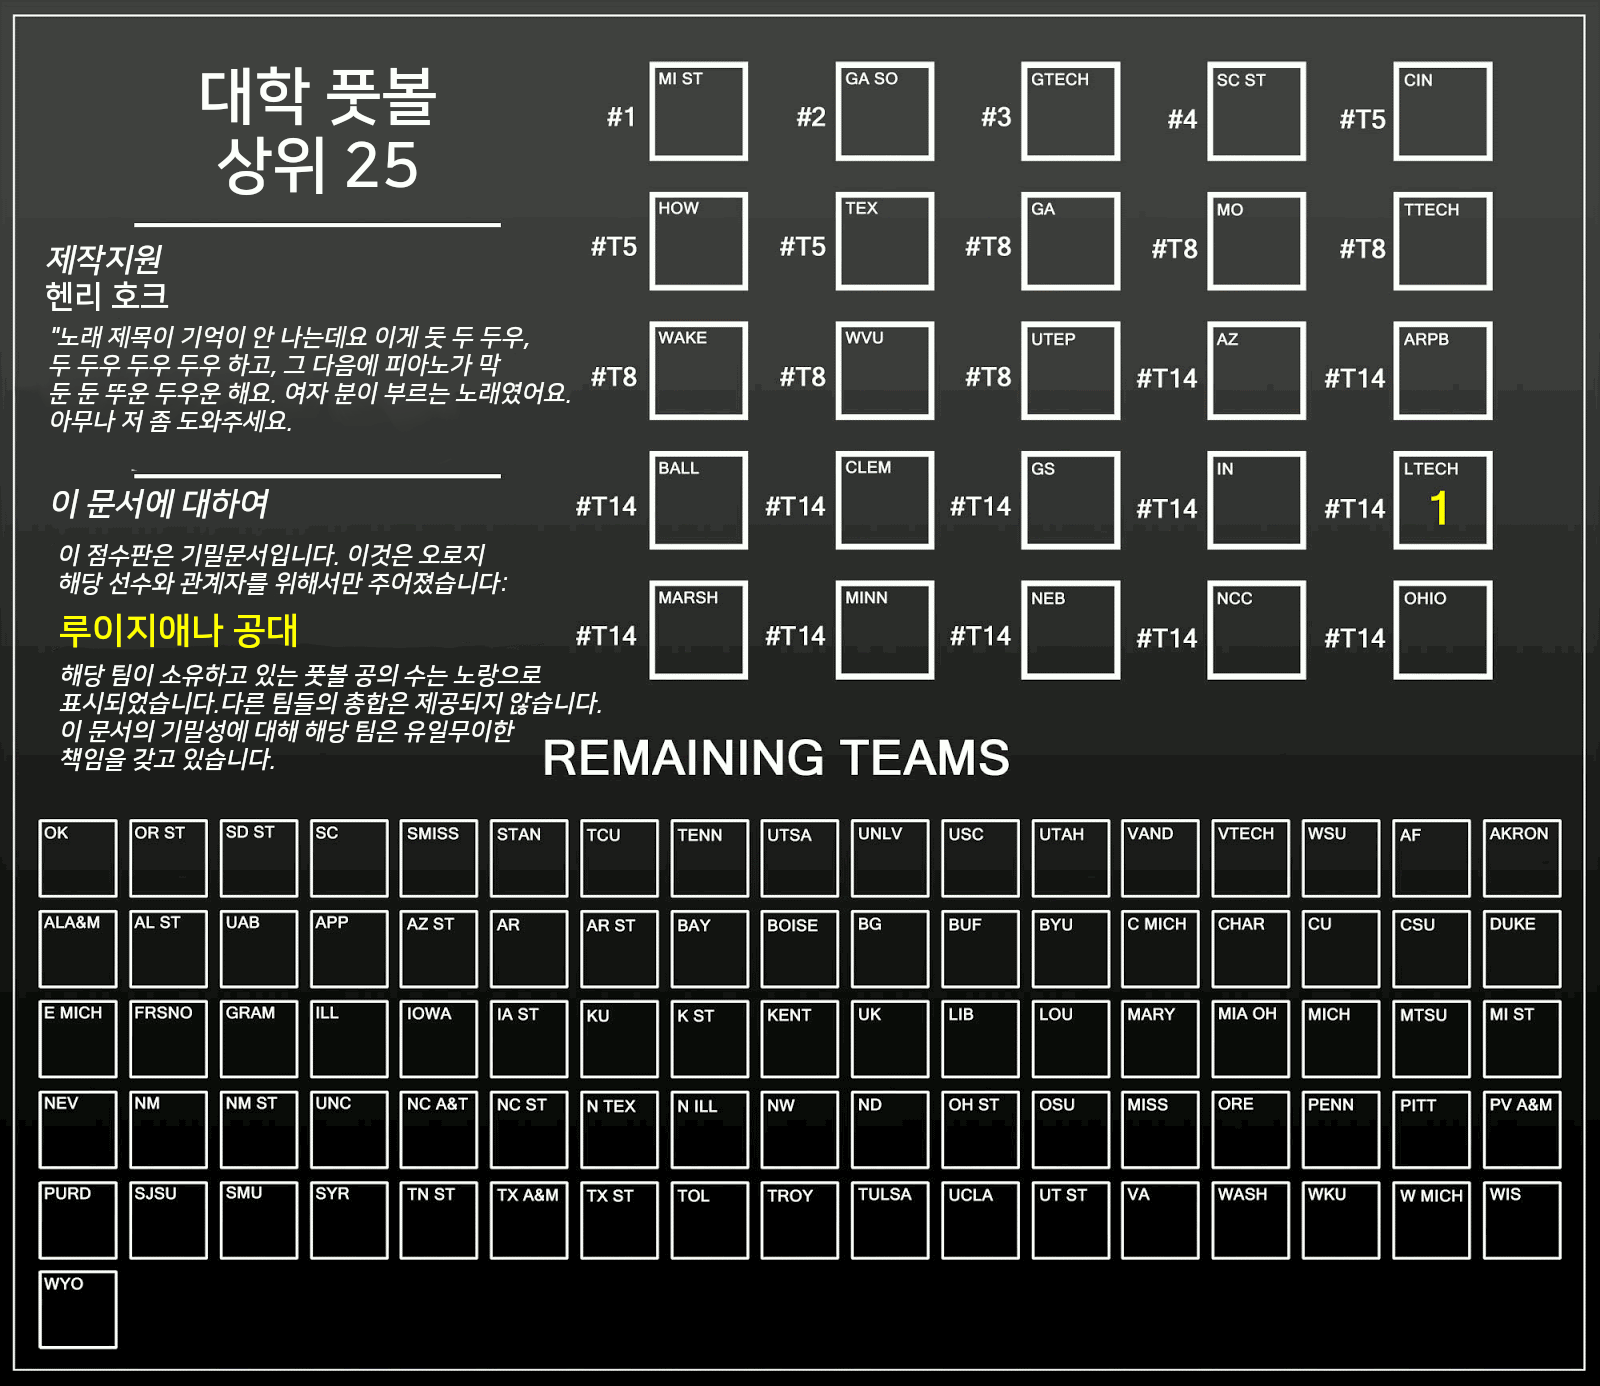 대학 풋볼
상위 25
제작지원
헨리 호크
"노래 제목이 기억이 안 나는데요 이게 둣 두 두우,
두 두우 두우 두우 하고, 그 다음에 피아노가 막
둔 둔 뚜운 두우운 해요. 여자 분이 부르는 노래였어요.
아무나 저 좀 도와주세요.
이 문서에 대하여
이 점수판은 기밀문서입니다. 이것은 오로지
해당 선수와 관계자를 위해서만 주어졌습니다:
루이지애나 공대
해당 팀이 소유하고 있는 풋볼 공의 수는 노랑으로
표시되었습니다.다른 팀들의 총합은 제공되지 않습니다.
이 문서의 기밀성에 대해 해당 팀은 유일무이한
책임을 갖고 있습니다.
#1 MI ST #2 GA SO #3 GTECH #4 SC ST #T5 CIN
#T5 HOW #T5 TEX #T8 GA #T8 MO #T8 TTECH
#T8 WAKE #T8 WVU #T8 UTEP #T14 AZ #T14 ARPB
#T14 BALL #T14 CLEM #T14 GS #T14 IN #T14 LTECH 1
#T14 MARSH #T14 MINN #T14 NEB #T14 NCC #T14 OHIO
REMAINING TEAMS
OK OR ST SD ST SC SMISS STAN TCU TENN UTSA UNLV USC UTAH VAND VTECH WSU AF AKRON
ALA&M AL ST UAB APP AZ ST AR AR ST BAY BOISE BG BUF BYU C MICH CHAR CU CSU DUKE
E MICH FRSNO GRAM ILL IOWA IA ST KU K ST KENT UK LIB LOU MARY MIA OH MICH MTSU MI ST
NEV NM NM ST UNC NC A&T NC ST N TEX N ILL NW ND OH ST OSU MISS ORE PENN PITT PV A&M
PURD SJSU SMU SYR TN ST TX A&M TX ST TOL TROY TULSA UCLA UT ST VA WASH WKU W MICH WIS
WYO